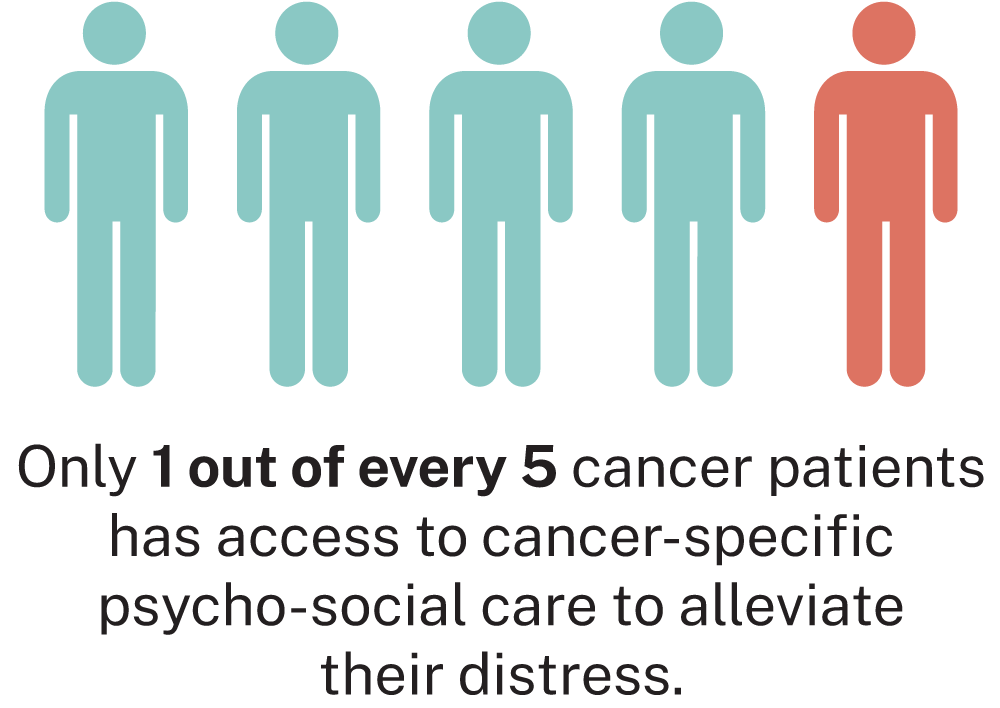 Only 1 out of every 5 cancer patients
has access to cancer-specific
psycho-social care to alleviate
their distress.